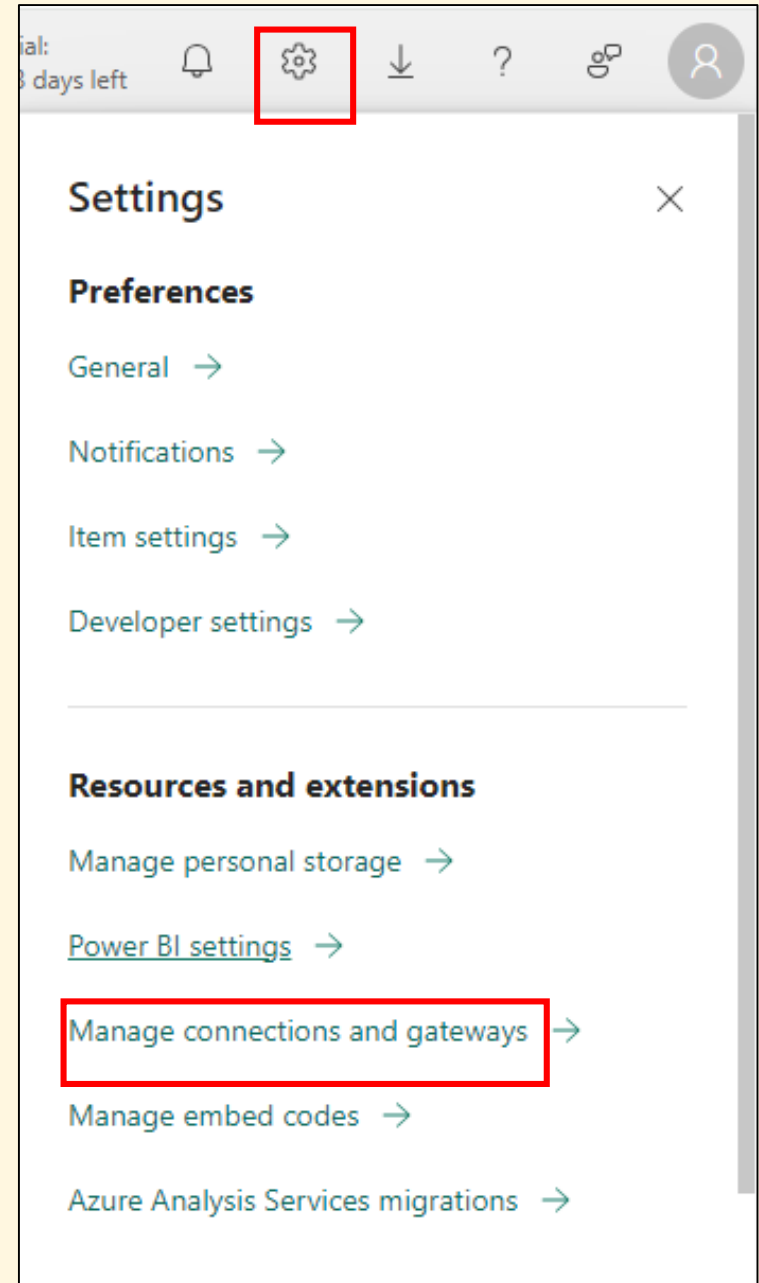 ial:
days left
?
Settings
Preferences
General →
Notifications →
Item settings →
Developer settings →
Resources and extensions
Manage personal storage →
Power BI settings →
Manage connections and gateways →
Manage embed codes →
Azure Analysis Services migrations →